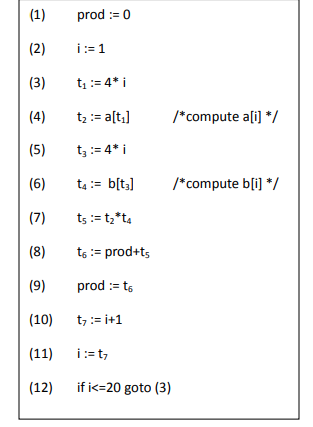 (1) prod := 0
(2) i := 1
(3) t₁ := 4* i
(4) t₂ := a[t₁] /*compute a[i] */
(5) t₃ := 4* i
(6) t₄ := b[t₃] /*compute b[i] */
(7) t₅ := t₂*t₄
(8) t₆ := prod+t₅
(9) prod := t₆
(10) t₇ := i+1
(11) i := t₇
(12) if i<=20 goto (3)